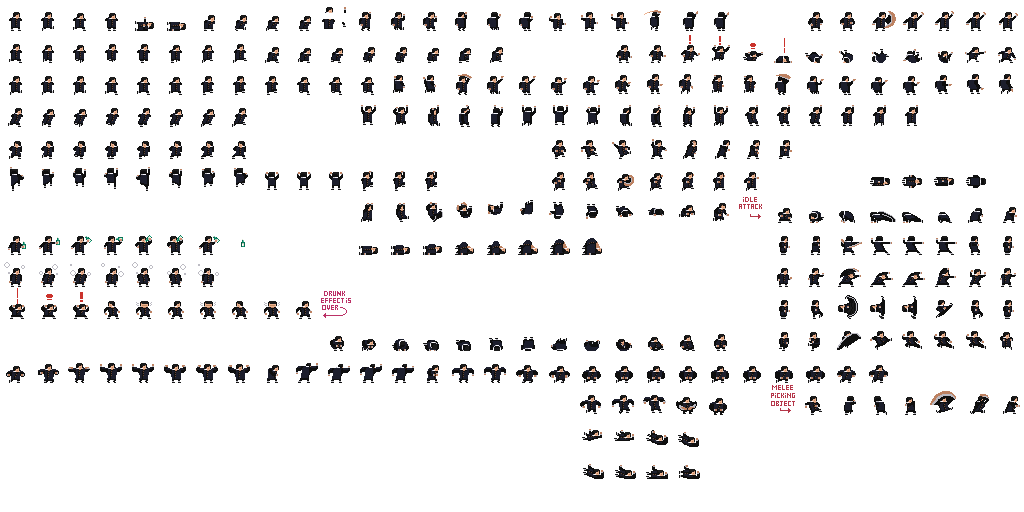 iDLE
ATTACK
DRUNK
EFFECT iS
OVER
MELEE
PiCKiNG
OBJECT